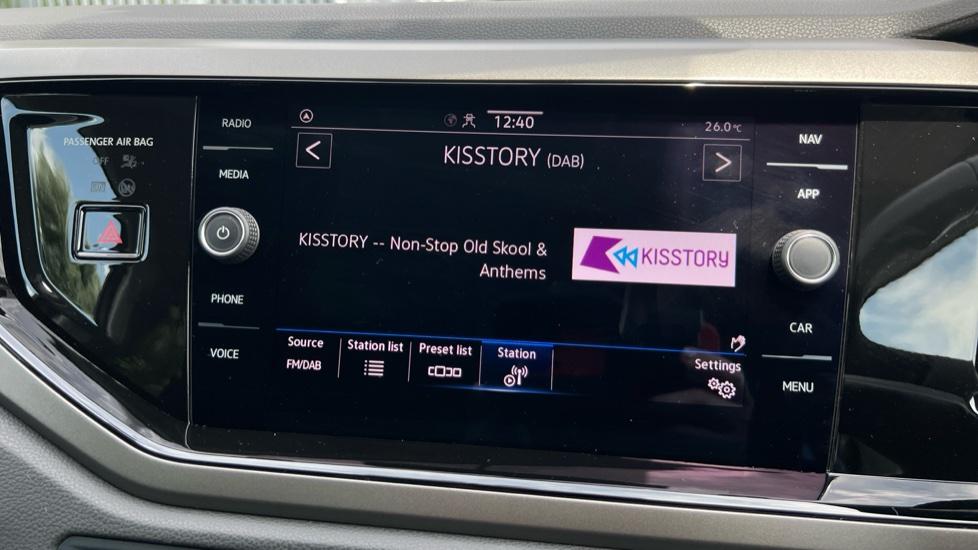 PASSENGER AIR BAG
OFF
ON
RADIO
MEDIA
PHONE
VOICE
12:40
26.0°C
KISSTORY (DAB)
KISSTORY -- Non-Stop Old Skool &
Anthems
KISSTORY
Source
FM/DAB
Station list
Preset list
Station
Settings
NAV
APP
CAR
MENU